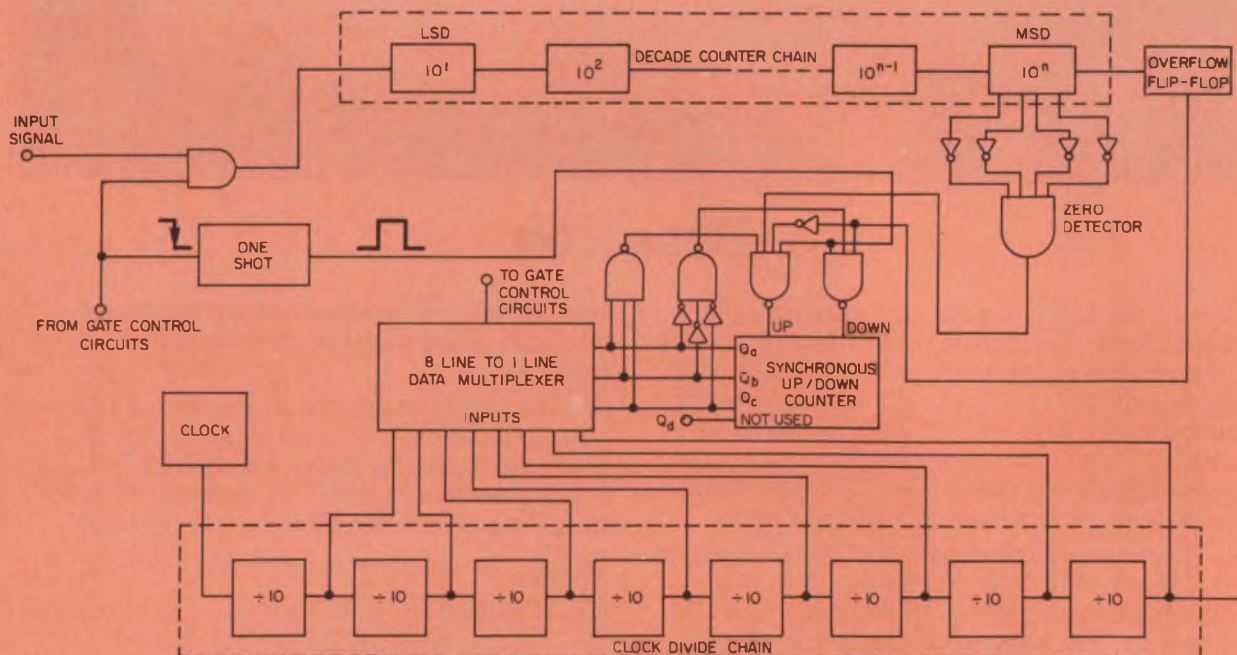 LSD
10¹
10²
DECADE COUNTER CHAIN
10ⁿ⁻¹
MSD
10ⁿ
OVERFLOW
FLIP-FLOP
INPUT
SIGNAL
ONE
SHOT
FROM GATE CONTROL
CIRCUITS
ZERO
DETECTOR
TO GATE
CONTROL
CIRCUITS
UP
DOWN
8 LINE TO 1 LINE
DATA MULTIPLEXER
INPUTS
Qa
Qb
Qc
Qd
NOT USED
SYNCHRONOUS
UP/DOWN
COUNTER
CLOCK
÷10
÷10
÷10
÷10
÷10
÷10
÷10
÷10
CLOCK DIVIDE CHAIN